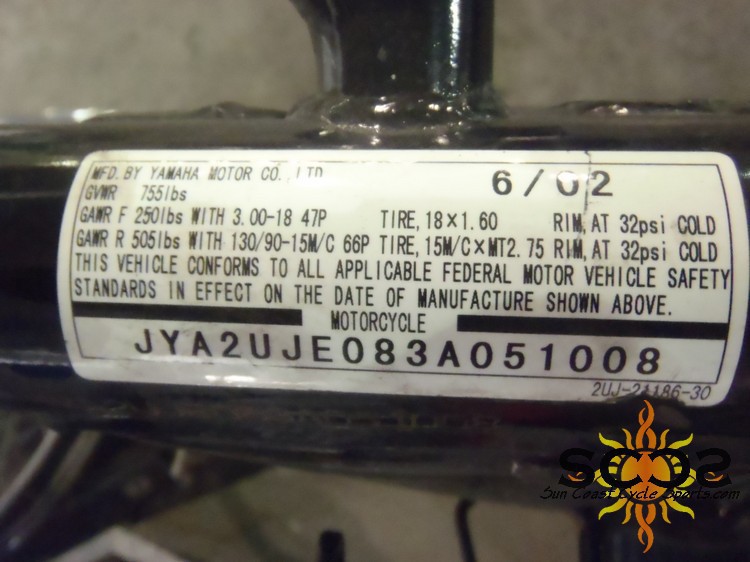 MFD. BY YAMAHA MOTOR CO., LTD. 6/02
GVWR 755lbs
GAWR F 250lbs WITH 3.00-18 47P TIRE, 18×1.60 RIM, AT 32psi COLD
GAWR R 505lbs WITH 130/90-15M/C 66P TIRE, 15M/C×MT2.75 RIM, AT 32psi COLD
THIS VEHICLE CONFORMS TO ALL APPLICABLE FEDERAL MOTOR VEHICLE SAFETY
STANDARDS IN EFFECT ON THE DATE OF MANUFACTURE SHOWN ABOVE.
MOTORCYCLE
JYA2UJE083A051008
2UJ-21186-30
SCCS
Sun Coast Cycle Sports.com